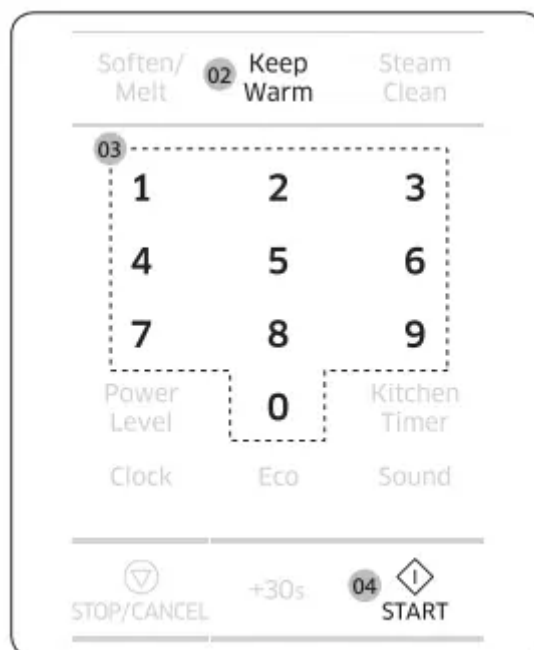 Soften/ 02 Keep Steam
Melt Warm Clean
03
1 2 3
4 5 6
7 8 9
Power 0 Kitchen
Level Timer
Clock Eco Sound
+30s 04
STOP/CANCEL START